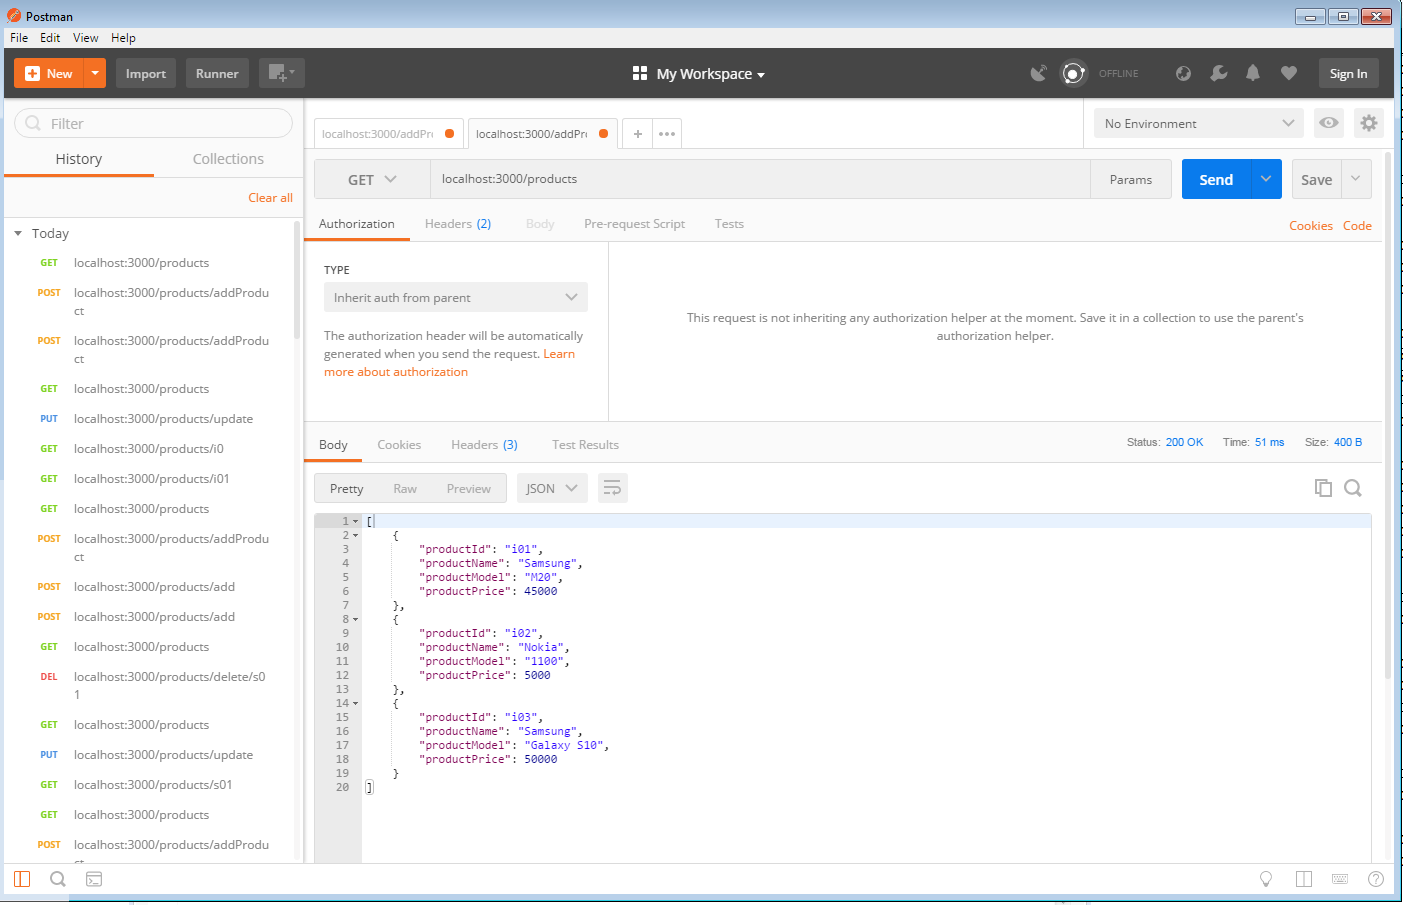 Postman
File Edit View Help
New Import Runner My Workspace OFFLINE Sign In
Filter
History Collections
Clear all
Today
GET localhost:3000/products
POST localhost:3000/products/addProdu
ct
POST localhost:3000/products/addProdu
ct
GET localhost:3000/products
PUT localhost:3000/products/update
GET localhost:3000/products/i0
GET localhost:3000/products/i01
GET localhost:3000/products
POST localhost:3000/products/addProdu
ct
POST localhost:3000/products/add
POST localhost:3000/products/add
GET localhost:3000/products
DEL localhost:3000/products/delete/s0
1
GET localhost:3000/products
PUT localhost:3000/products/update
GET localhost:3000/products/s01
GET localhost:3000/products
POST localhost:3000/products/addProdu
localhost:3000/addPr localhost:3000/addPr + ••• No Environment
GET localhost:3000/products Params Send Save
Authorization Headers (2) Body Pre-request Script Tests Cookies Code
TYPE
Inherit auth from parent
The authorization header will be automatically
generated when you send the request. Learn
more about authorization
This request is not inheriting any authorization helper at the moment. Save it in a collection to use the parent's
authorization helper.
Body Cookies Headers (3) Test Results Status: 200 OK Time: 51 ms Size: 400 B
Pretty Raw Preview JSON
1 [
2 {
3 "productId": "i01",
4 "productName": "Samsung",
5 "productModel": "M20",
6 "productPrice": 45000
7 },
8 {
9 "productId": "i02",
10 "productName": "Nokia",
11 "productModel": "1100",
12 "productPrice": 5000
13 },
14 {
15 "productId": "i03",
16 "productName": "Samsung",
17 "productModel": "Galaxy S10",
18 "productPrice": 50000
19 }
20 ]